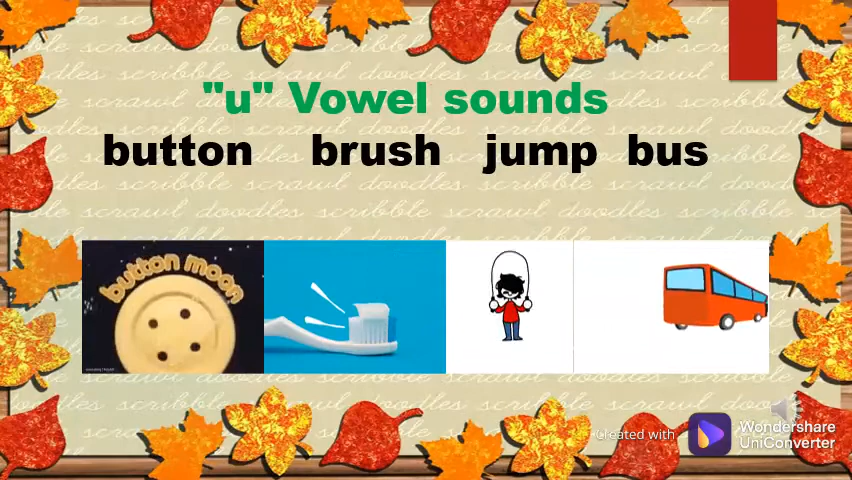 "u" Vowel sounds
button brush jump bus
button moon
Created with
Wondershare
UniConverter